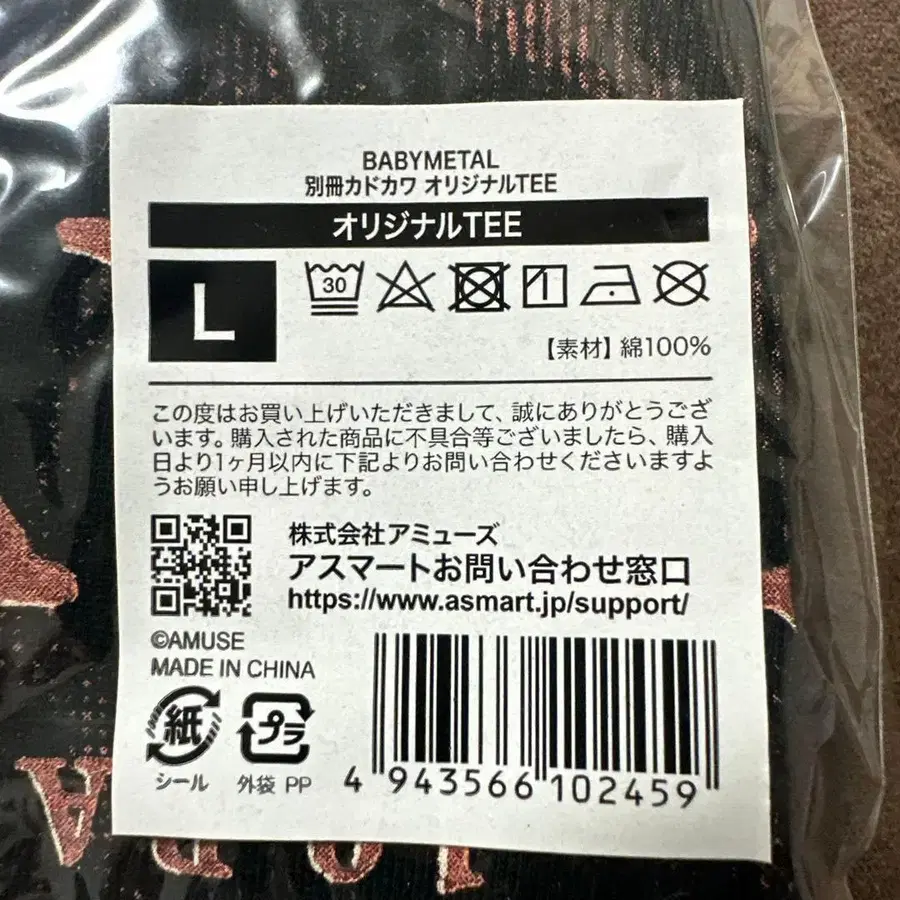 BABYMETAL
別冊カドカワ オリジナルTEE
オリジナルTEE
L
30
【素材】綿100%
この度はお買い上げいただきまして、誠にありがとうござ
います。購入された商品に不具合等ございましたら、購入
日より1ヶ月以内に下記よりお問い合わせくださいますよ
うお願い申し上げます。
株式会社アミューズ
アスマートお問い合わせ窓口
https://www.asmart.jp/support/
©AMUSE
MADE IN CHINA
紙
シール
プラ
外袋 PP
4 943566 102459